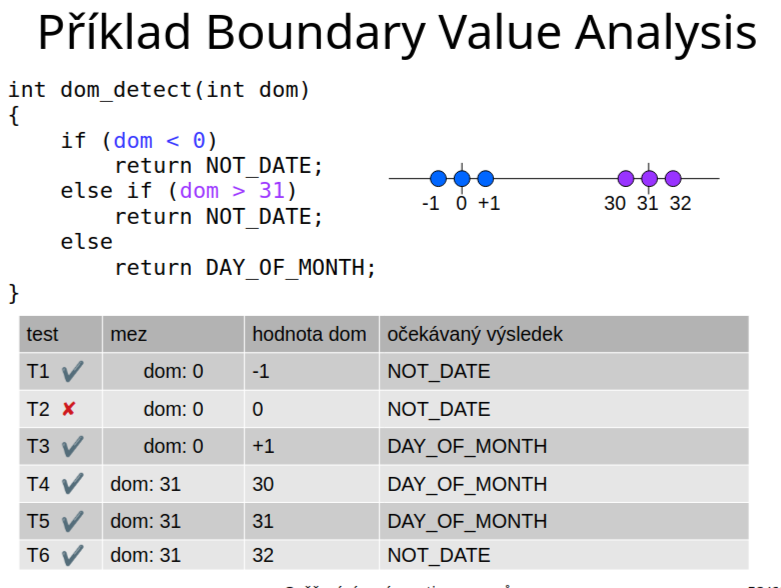 Příklad Boundary Value Analysis
int dom_detect(int dom)
{
if (dom < 0)
return NOT_DATE;
else if (dom > 31)
return NOT_DATE;
else
return DAY_OF_MONTH;
}
-1 0 +1 30 31 32
test mez hodnota dom očekávaný výsledek
T1 ✔ dom: 0 -1 NOT_DATE
T2 ✘ dom: 0 0 NOT_DATE
T3 ✔ dom: 0 +1 DAY_OF_MONTH
T4 ✔ dom: 31 30 DAY_OF_MONTH
T5 ✔ dom: 31 31 DAY_OF_MONTH
T6 ✔ dom: 31 32 NOT_DATE